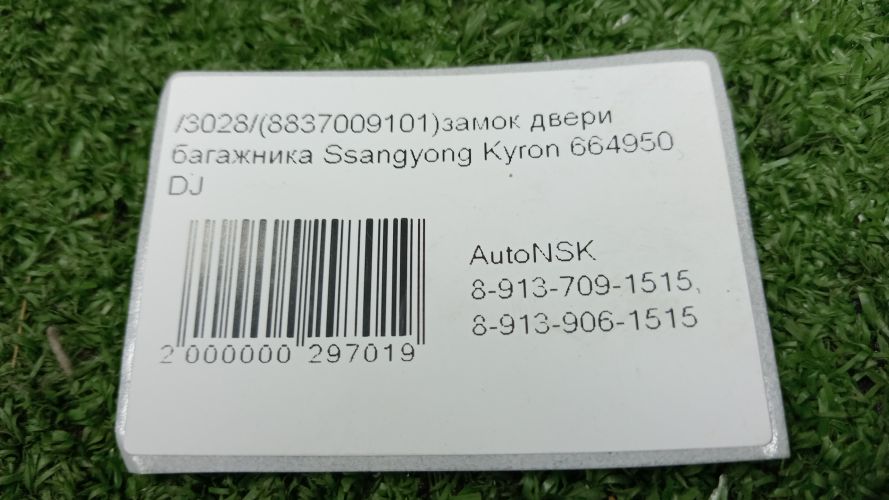 /3028/(8837009101)замок двери
багажника Ssangyong Kyron 664950
DJ
AutoNSK
8-913-709-1515,
8-913-906-1515
2 000000 297019